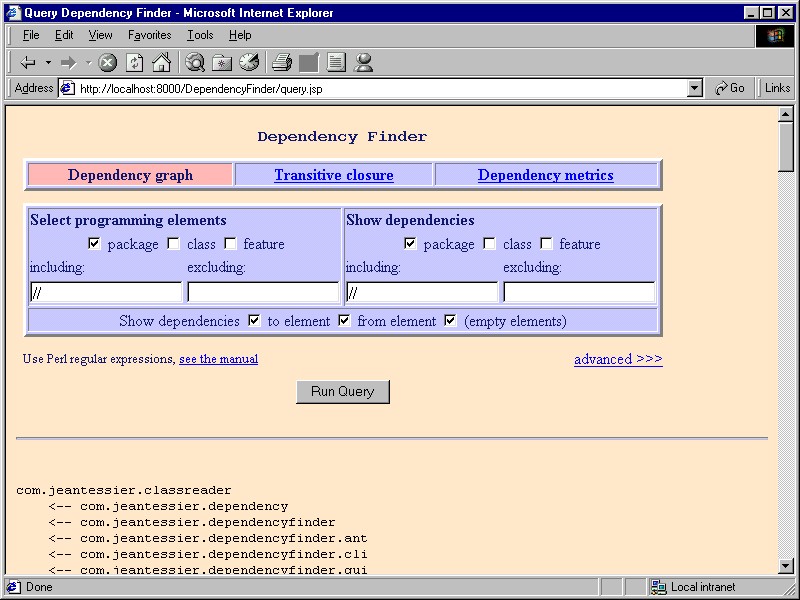 Query Dependency Finder - Microsoft Internet Explorer
File Edit View Favorites Tools Help
Address http://localhost:8000/DependencyFinder/query.jsp Go Links
Dependency Finder
Dependency graph Transitive closure Dependency metrics
Select programming elements Show dependencies
package class feature package class feature
including: excluding: including: excluding:
// //
Show dependencies to element from element (empty elements)
Use Perl regular expressions, see the manual advanced >>>
Run Query
com.jeantessier.classreader
<-- com.jeantessier.dependency
<-- com.jeantessier.dependencyfinder
<-- com.jeantessier.dependencyfinder.ant
<-- com.jeantessier.dependencyfinder.cli
<-- com.jeantessier.dependencyfinder.gui
Done Local intranet